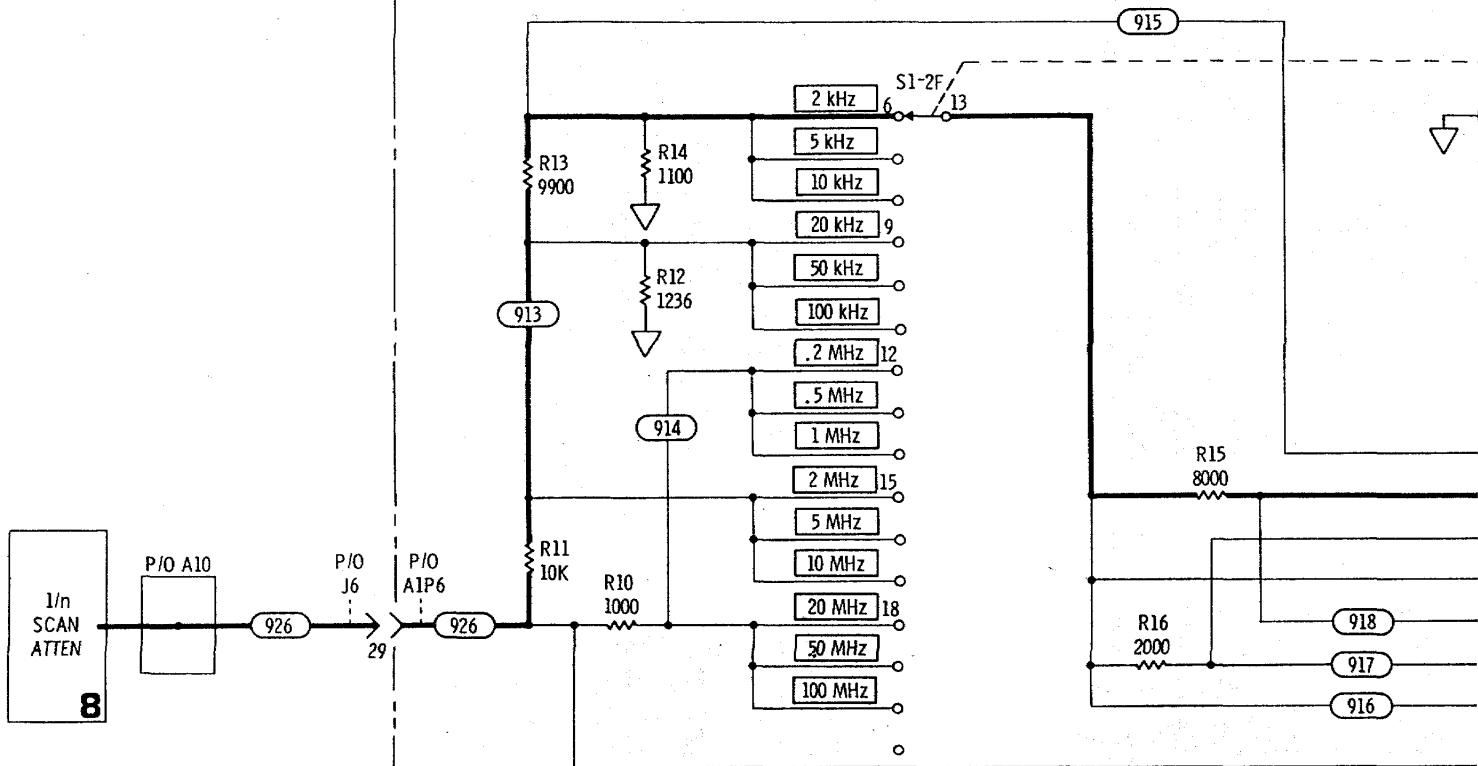 915
S1-2F
2 kHz 6 13
5 kHz
R13
9900
R14
1100
10 kHz
20 kHz 9
50 kHz
R12
1236
100 kHz
913
.2 MHz 12
.5 MHz
914
1 MHz
R15
8000
2 MHz 15
5 MHz
P/O A10
P/O
J6
P/O
A1P6
R11
10K
10 MHz
R10
1000
20 MHz 18
1/n
SCAN
ATTEN
8
926
29
926
50 MHz
100 MHz
R16
2000
918
917
916